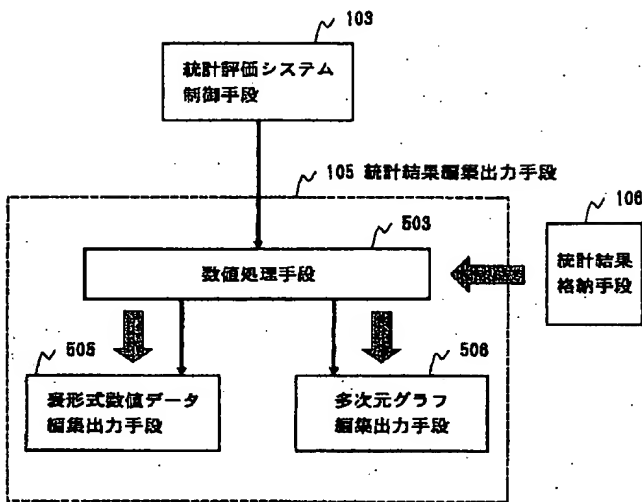 103
統計評価システム
制御手段
105 統計結果編集出力手段
106
503
数値処理手段
統計結果
格納手段
505
表形式数値データ
編集出力手段
506
多次元グラフ
編集出力手段